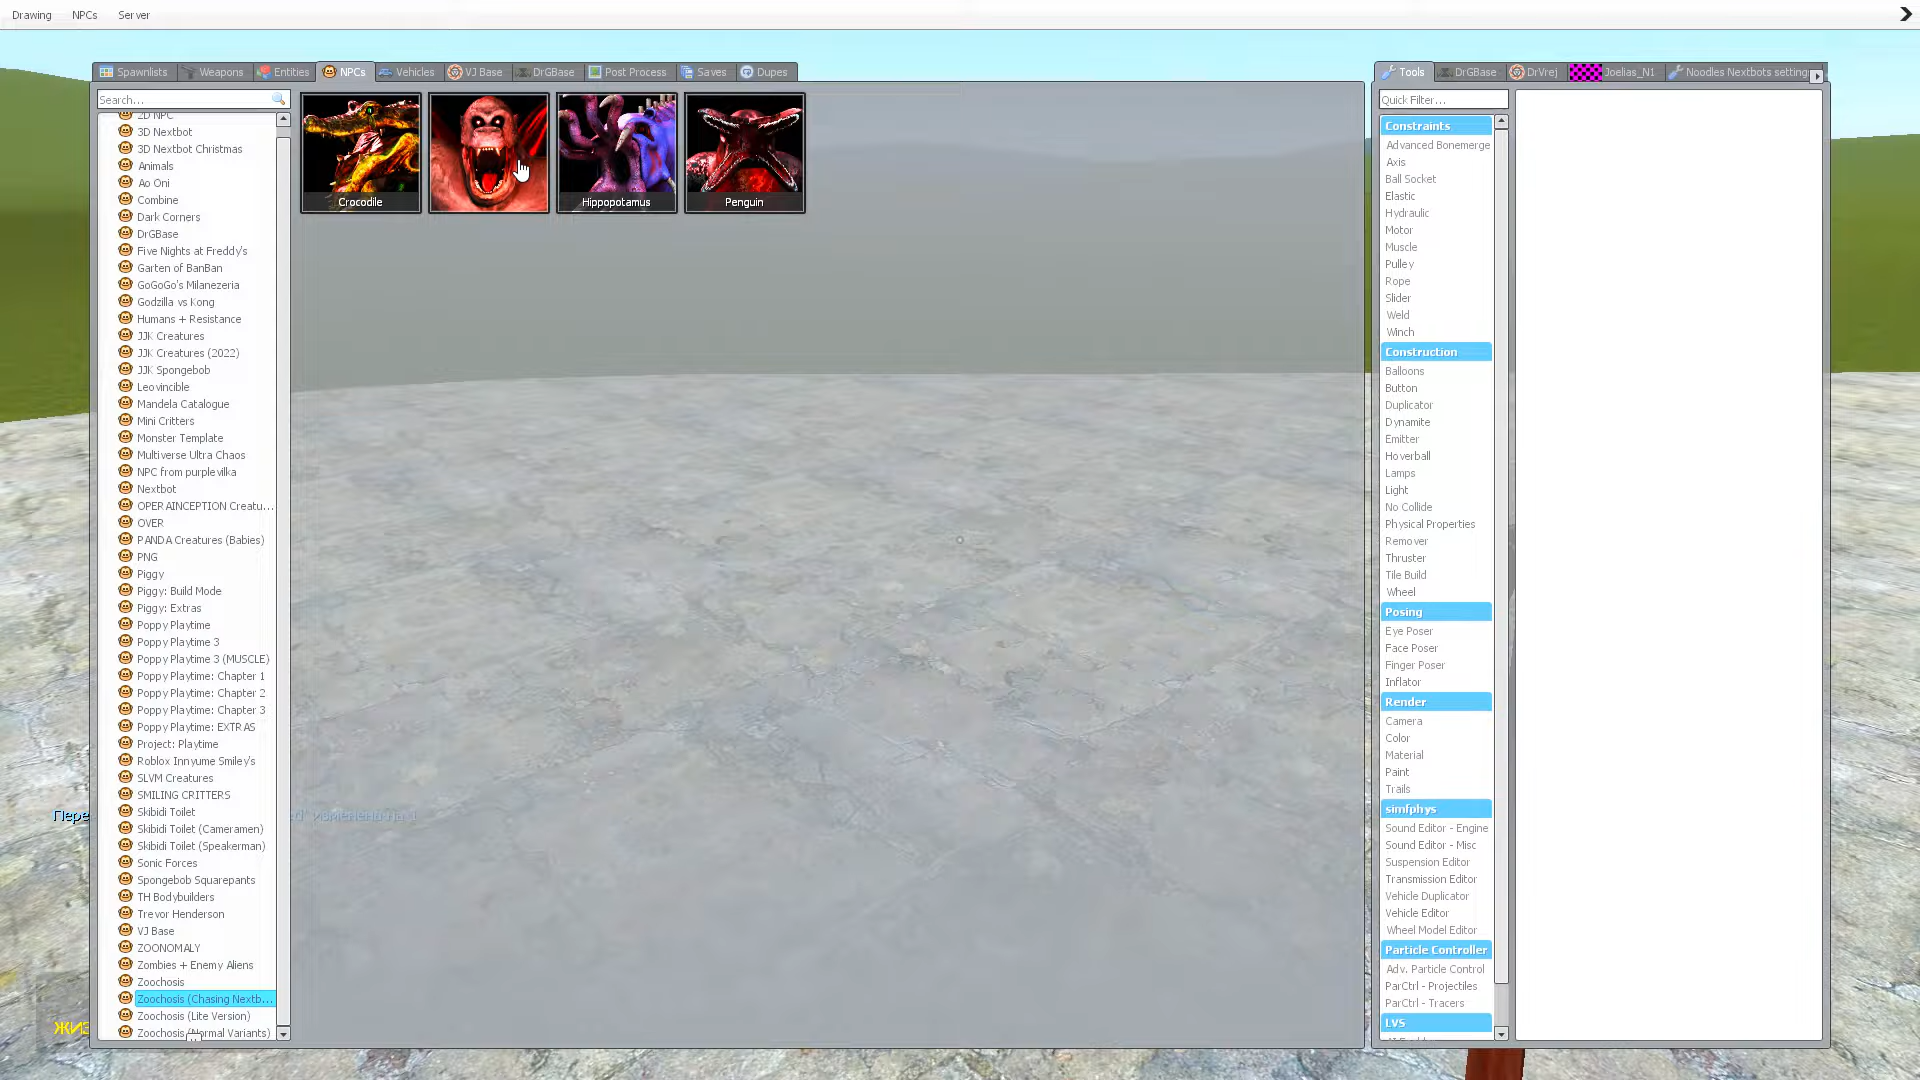 Drawing NPCs Server
Spawnlists Weapons Entities NPCs Vehicles VJ Base DrGBase Post Process Saves Dupes
Search...
2D NPC
3D Nextbot
3D Nextbot Christmas
Animals
Ao Oni
Combine
Dark Corners
DrGBase
Five Nights at Freddy's
Garten of BanBan
GoGoGo's Milanezeria
Godzilla vs Kong
Humans + Resistance
JJK Creatures
JJK Creatures (2022)
JJK Spongebob
Leovincible
Mandela Catalogue
Mini Critters
Monster Template
Multiverse Ultra Chaos
NPC from purplevilka
Nextbot
OPERAINCEPTION Creatu...
OVER
PANDA Creatures (Babies)
PNG
Piggy
Piggy: Build Mode
Piggy: Extras
Poppy Playtime
Poppy Playtime 3
Poppy Playtime 3 (MUSCLE)
Poppy Playtime: Chapter 1
Poppy Playtime: Chapter 2
Poppy Playtime: Chapter 3
Poppy Playtime: EXTRAS
Project: Playtime
Roblox Innyume Smiley's
SLVM Creatures
SMILING CRITTERS
Skibidi Toilet
Skibidi Toilet (Cameramen)
Skibidi Toilet (Speakerman)
Sonic Forces
Spongebob Squarepants
TH Bodybuilders
Trevor Henderson
VJ Base
ZOONOMALY
Zombies + Enemy Aliens
Zoochosis
Zoochosis (Chasing Nextb...
Zoochosis (Lite Version)
Zoochosis (Normal Variants)
Crocodile
Hippopotamus
Penguin
Пере
изменена на 1
ЖИЗ
Tools DrGBase DrVrej Joelias_N1 Noodles Nextbots setting
Quick Filter...
Constraints
Advanced Bonemerge
Axis
Ball Socket
Elastic
Hydraulic
Motor
Muscle
Pulley
Rope
Slider
Weld
Winch
Construction
Balloons
Button
Duplicator
Dynamite
Emitter
Hoverball
Lamps
Light
No Collide
Physical Properties
Remover
Thruster
Tile Build
Wheel
Posing
Eye Poser
Face Poser
Finger Poser
Inflator
Render
Camera
Color
Material
Paint
Trails
simfphys
Sound Editor - Engine
Sound Editor - Misc
Suspension Editor
Transmission Editor
Vehicle Duplicator
Vehicle Editor
Wheel Model Editor
Particle Controller
Adv. Particle Control
ParCtrl - Projectiles
ParCtrl - Tracers
LVS